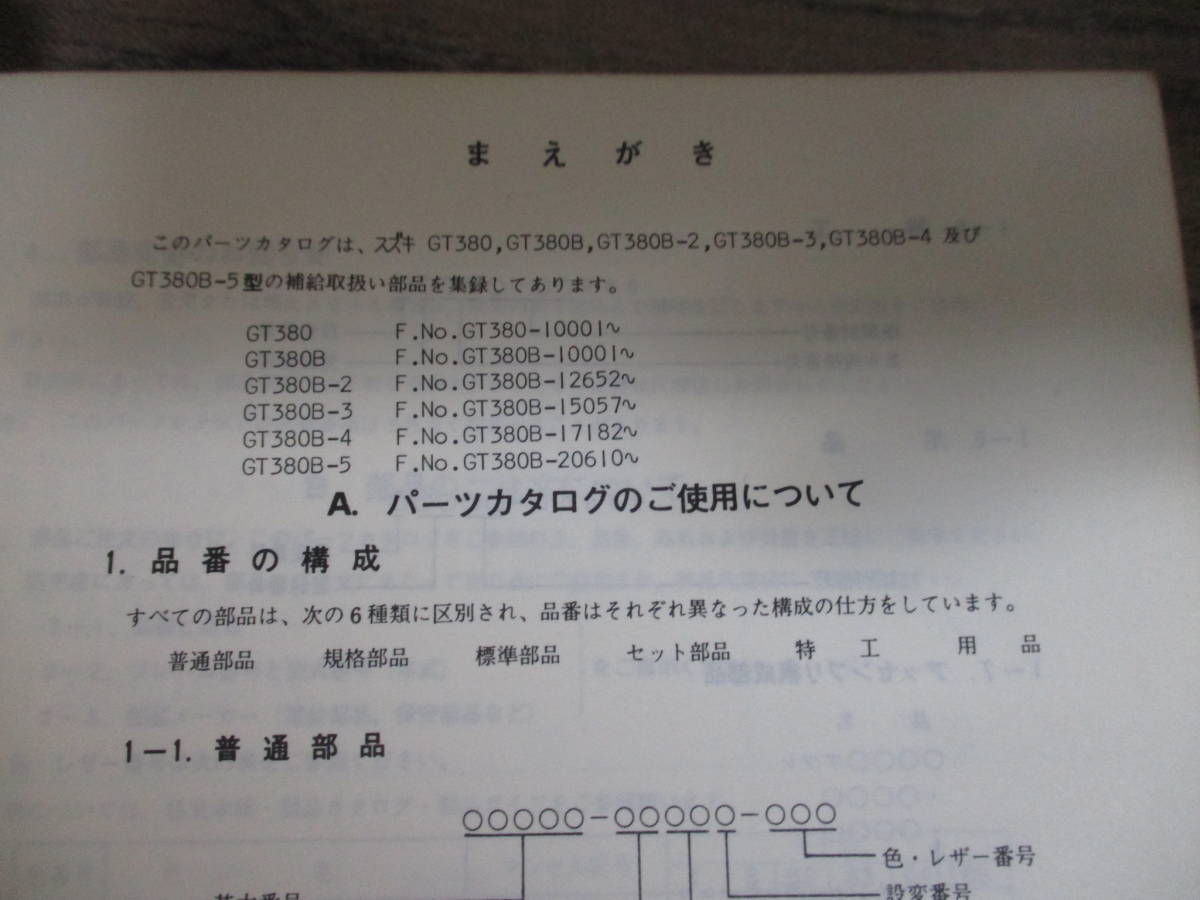 まえがき
このパーツカタログは、スズキ GT380,GT380B,GT380B-2,GT380B-3,GT380B-4 及び
GT380B-5型の補給取扱い部品を集録してあります。
GT380 F.No.GT380-10001~
GT380B F.No.GT380B-10001~
GT380B-2 F.No.GT380B-12652~
GT380B-3 F.No.GT380B-15057~
GT380B-4 F.No.GT380B-17182~
GT380B-5 F.No.GT380B-20610~
A. パーツカタログのご使用について
1. 品番の構成
すべての部品は、次の6種類に区別され、品番はそれぞれ異なった構成の仕方をしています。
普通部品 規格部品 標準部品 セット部品 特工 用品
1-1. 普通部品
○○○○○-○○○○○-○○○
色・レザー番号
設変番号
基本番号